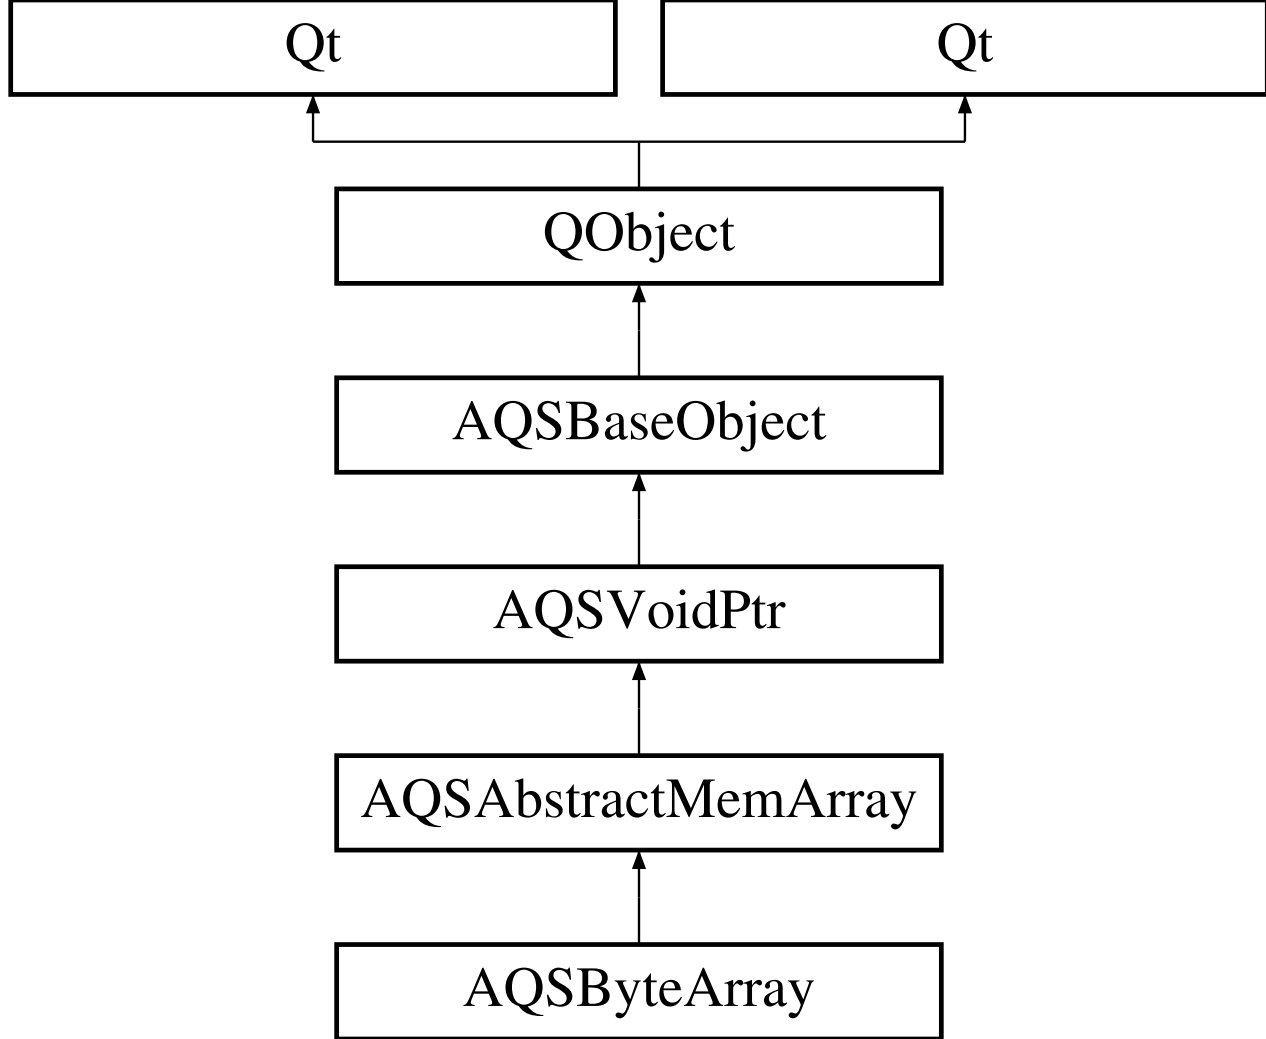 Qt
Qt
QObject
AQSBaseObject
AQSVoidPtr
AQSAbstractMemArray
AQSByteArray